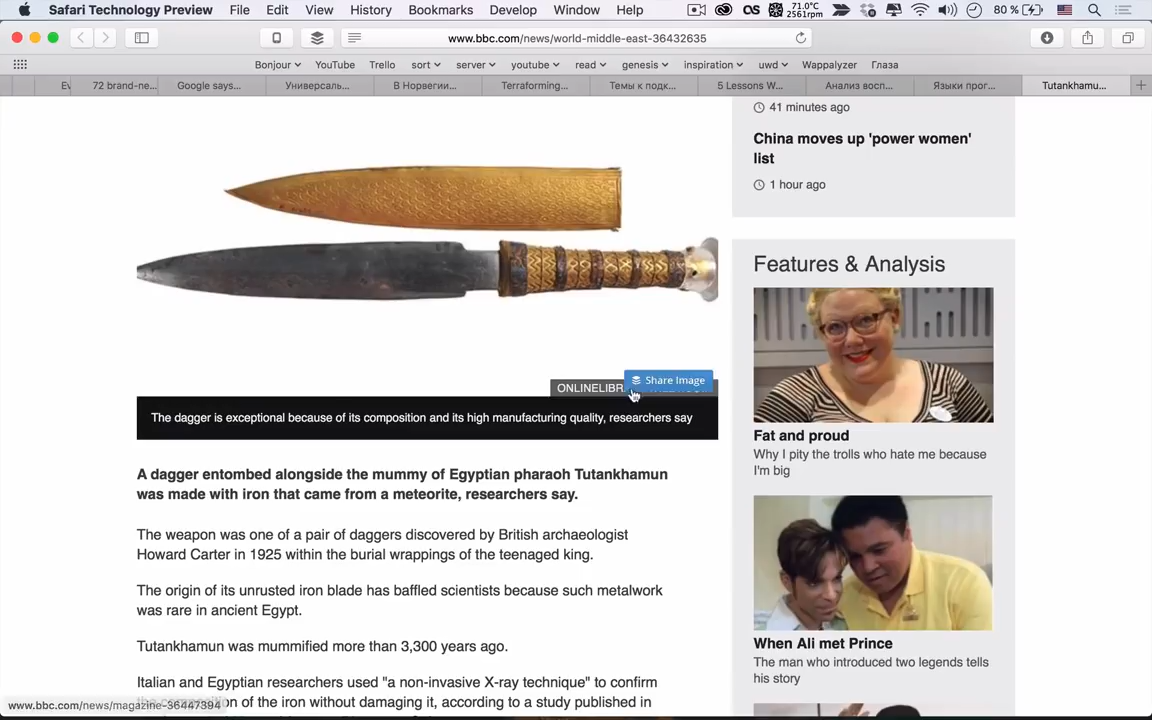 Safari Technology Preview File Edit View History Bookmarks Develop Window Help 71.0°C 2561rpm 80 %
www.bbc.com/news/world-middle-east-36432635
Bonjour YouTube Trello sort server youtube read genesis inspiration uwd Wappalyzer Глаза
Ev 72 brand-ne... Google says... Универсаль... В Норвегии... Terraforming... Темы к подк... 5 Lessons W... Анализ восп... Языки прог... Tutankhamu...
41 minutes ago
China moves up 'power women'
list
1 hour ago
Share Image
ONLINELIBR
The dagger is exceptional because of its composition and its high manufacturing quality, researchers say
A dagger entombed alongside the mummy of Egyptian pharaoh Tutankhamun
was made with iron that came from a meteorite, researchers say.
The weapon was one of a pair of daggers discovered by British archaeologist
Howard Carter in 1925 within the burial wrappings of the teenaged king.
The origin of its unrusted iron blade has baffled scientists because such metalwork
was rare in ancient Egypt.
Tutankhamun was mummified more than 3,300 years ago.
Italian and Egyptian researchers used "a non-invasive X-ray technique" to confirm
of the iron without damaging it, according to a study published in
Features & Analysis
Fat and proud
Why I pity the trolls who hate me because
I'm big
When Ali met Prince
The man who introduced two legends tells
his story
www.bbc.com/news/magazine-36447394